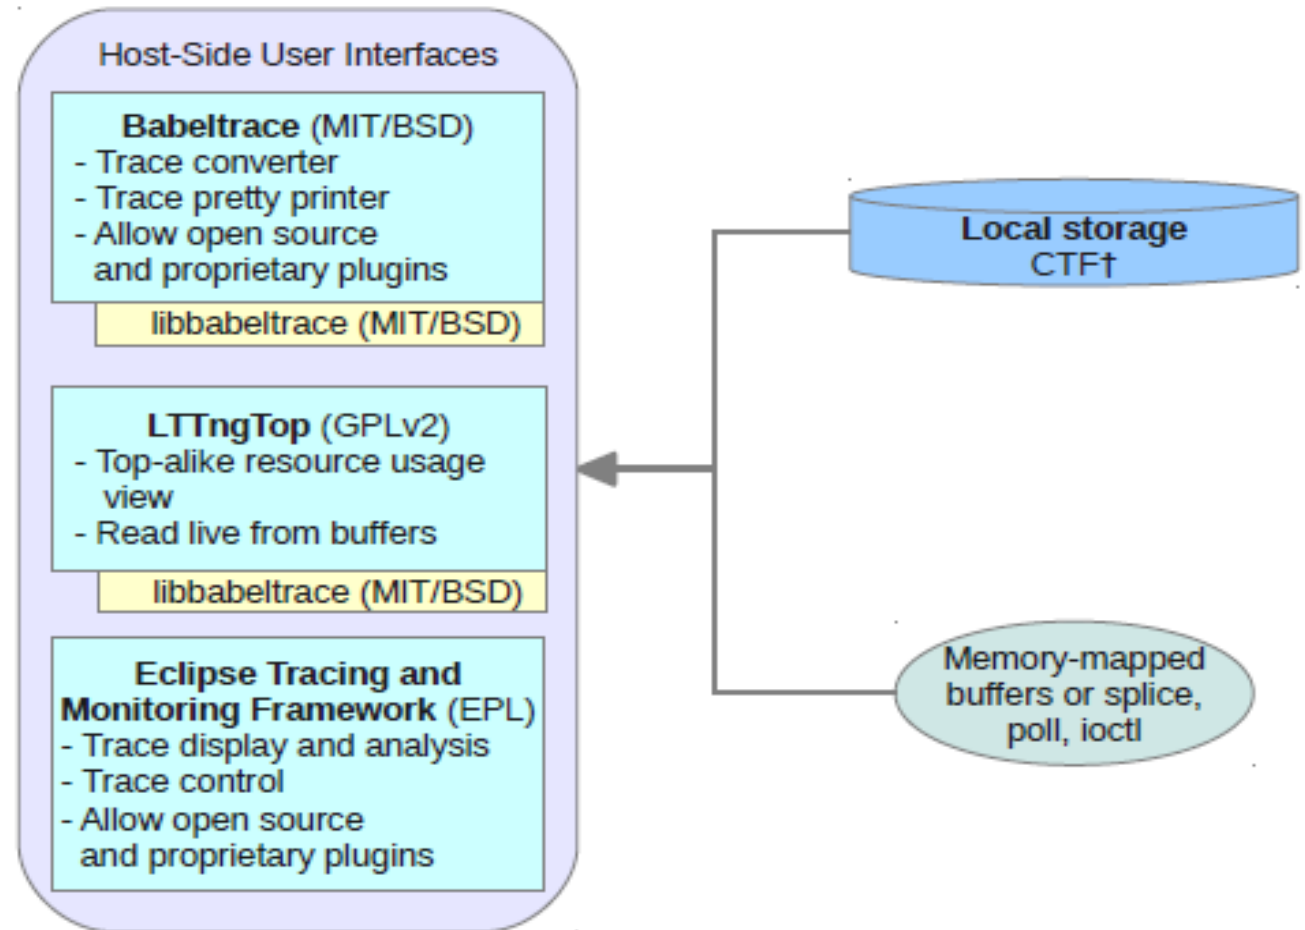 Host-Side User Interfaces
Babeltrace (MIT/BSD)
- Trace converter
- Trace pretty printer
- Allow open source
and proprietary plugins
libbabeltrace (MIT/BSD)
LTTngTop (GPLv2)
- Top-alike resource usage
view
- Read live from buffers
libbabeltrace (MIT/BSD)
Eclipse Tracing and
Monitoring Framework (EPL)
- Trace display and analysis
- Trace control
- Allow open source
and proprietary plugins
Local storage
CTF†
Memory-mapped
buffers or splice,
poll, ioctl